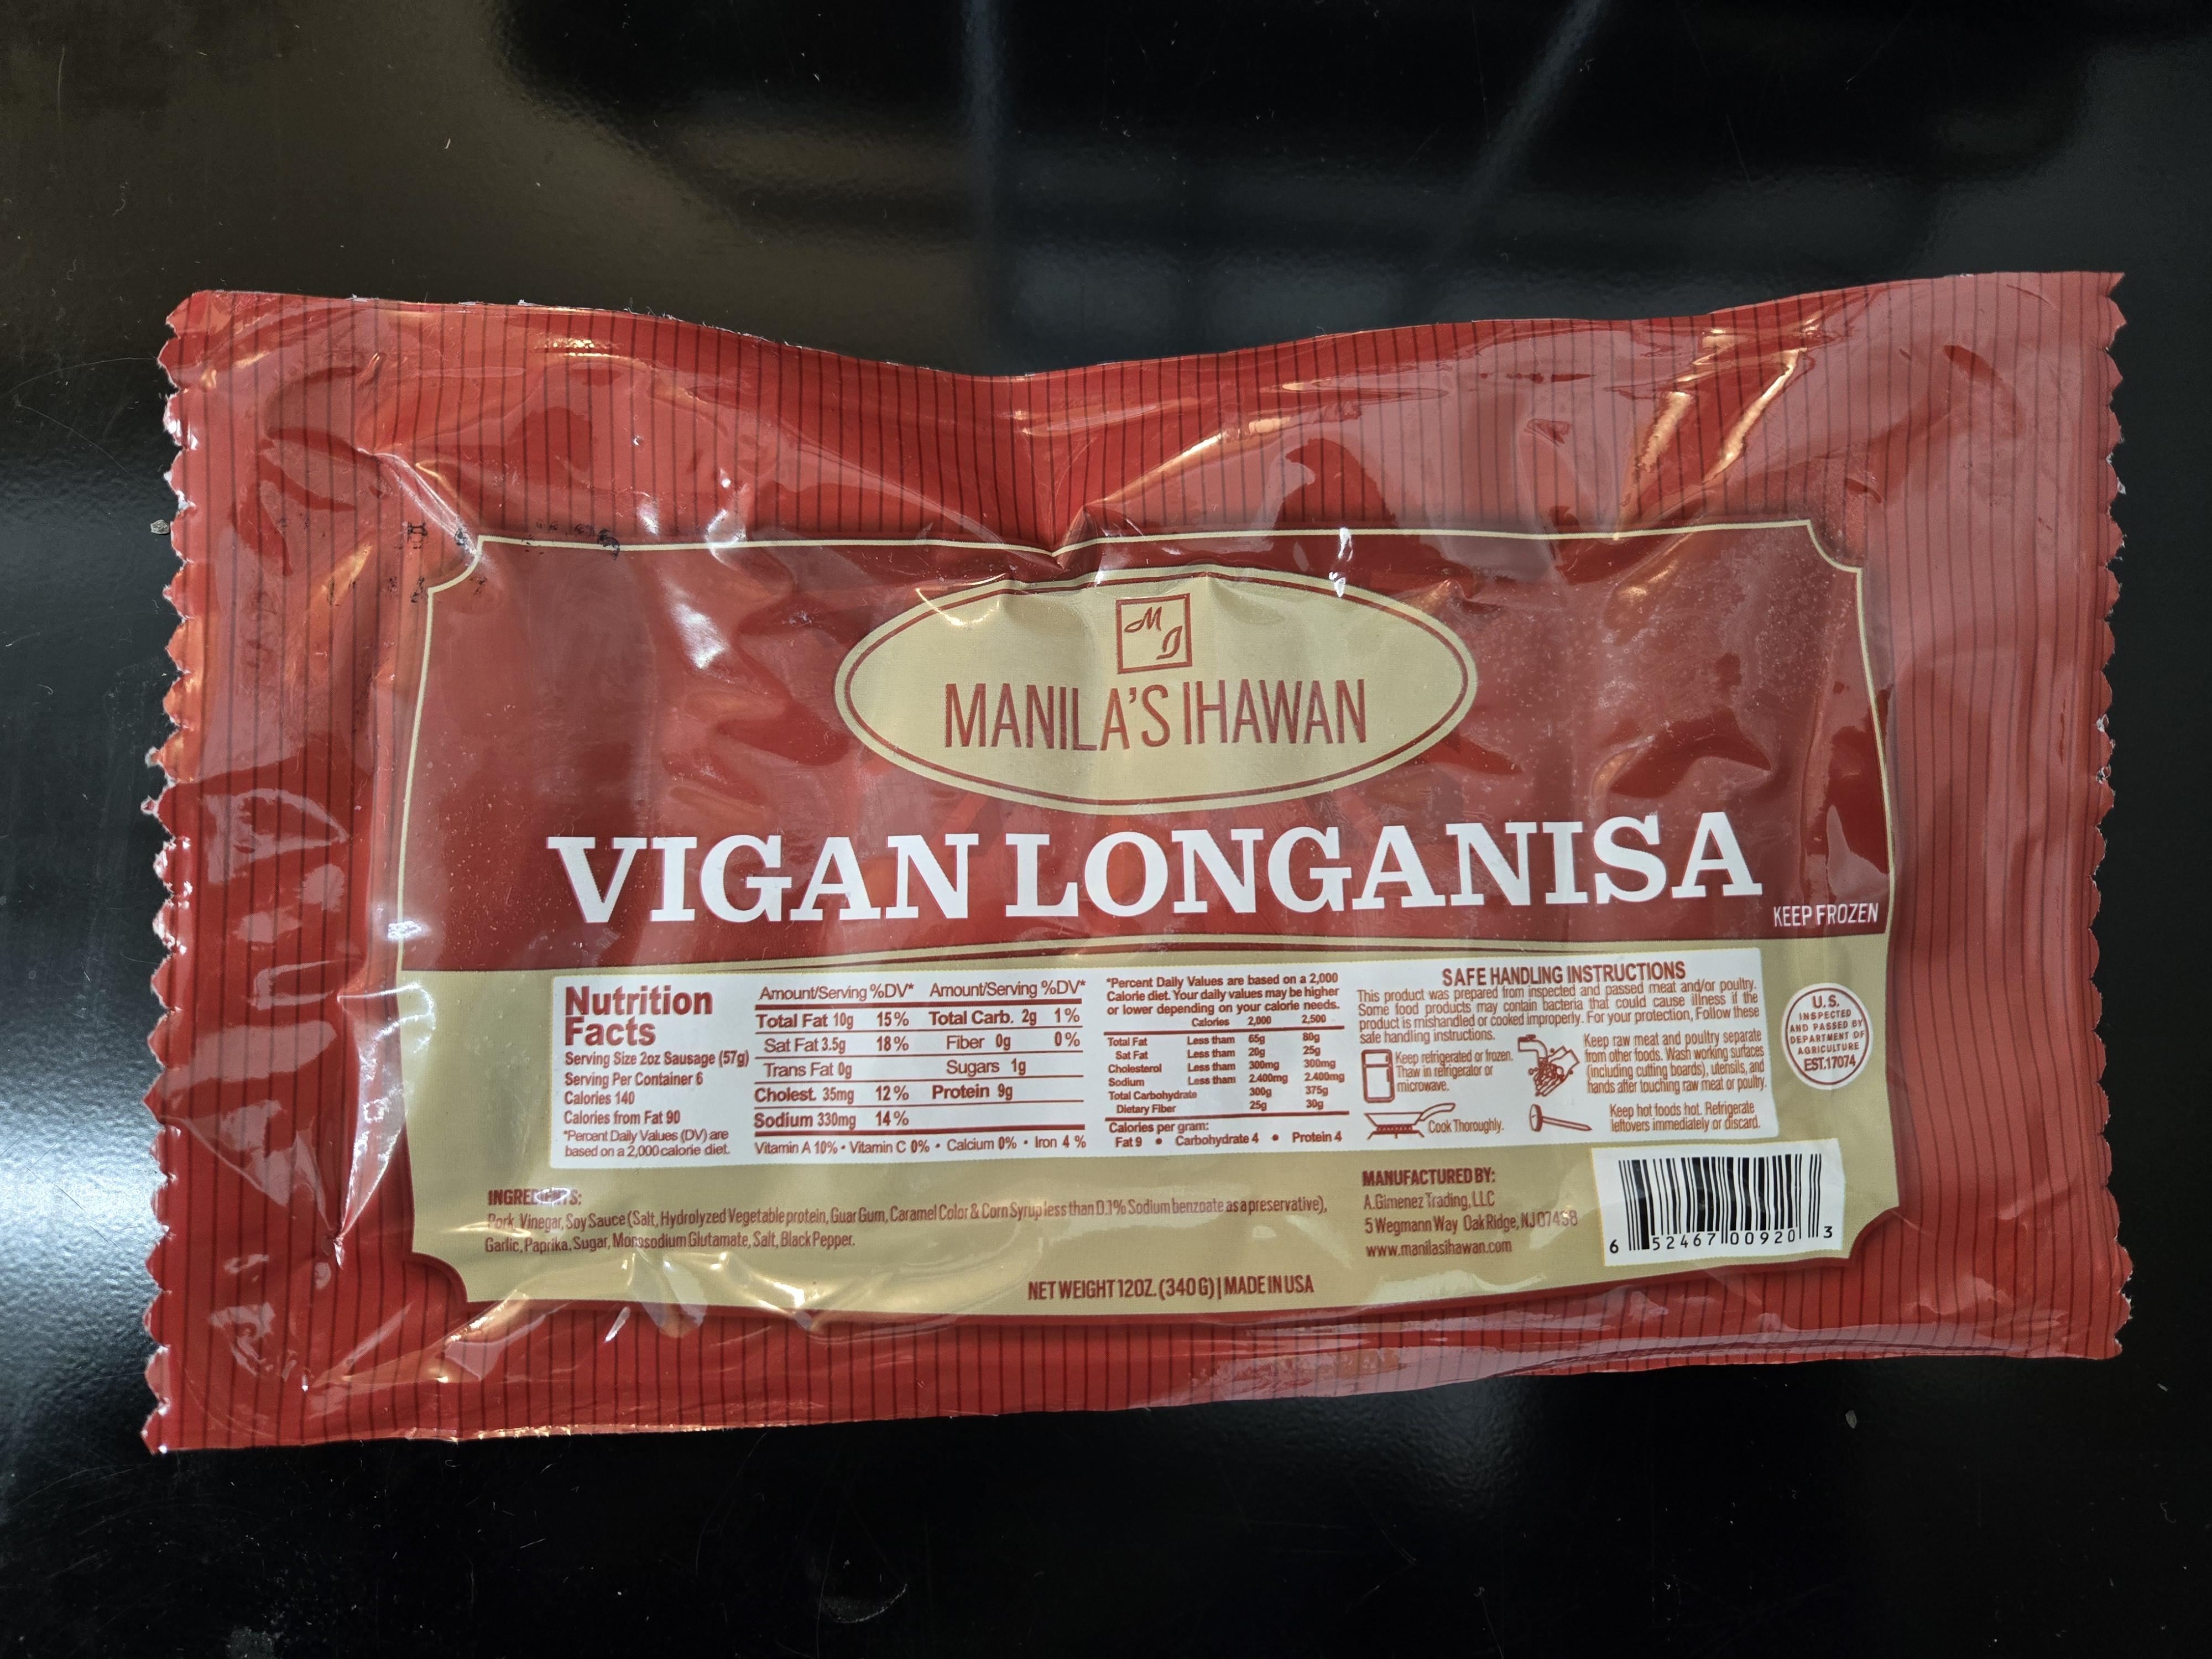 M
MANILA'S IHAWAN
VIGAN LONGANISA
KEEP FROZEN
Nutrition
Facts
Serving Size 2oz Sausage (57g)
Serving Per Container 6
Calories 140
Calories from Fat 90
*Percent Daily Values (DV) are
based on a 2,000 calorie diet.
Amount/Serving %DV* Amount/Serving %DV*
Total Fat 10g 15% Total Carb. 2g 1%
Sat Fat 3.5g 18% Fiber 0g 0%
Trans Fat 0g Sugars 1g
Cholest. 35mg 12% Protein 9g
Sodium 330mg 14%
Vitamin A 10% • Vitamin C 0% • Calcium 0% • Iron 4 %
*Percent Daily Values are based on a 2,000
Calorie diet. Your daily values may be higher
or lower depending on your calorie needs.
Calories 2,000 2,500
Total Fat Less tham 65g 80g
Sat Fat Less tham 20g 25g
Cholesterol Less tham 300mg 300mg
Sodium Less tham 2.400mg 2.400mg
Total Carbohydrate 300g 375g
Dietary Fiber 25g 30g
Calories per gram:
Fat 9 • Carbohydrate 4 • Protein 4
SAFE HANDLING INSTRUCTIONS
This product was prepared from inspected and passed meat and/or poultry.
Some food products may contain bacteria that could cause illness if the
product is mishandled or cooked improperly. For your protection, Follow these
safe handling instructions.
Keep refrigerated or frozen.
Thaw in refrigerator or
microwave.
Keep raw meat and poultry separate
from other foods. Wash working surfaces
(including cutting boards), utensils, and
hands after touching raw meat or poultry.
Cook Thoroughly.
Keep hot foods hot. Refrigerate
leftovers immediately or discard.
U.S.
INSPECTED
AND PASSED BY
DEPARTMENT OF
AGRICULTURE
EST.17074
INGREDIENTS:
Pork, Vinegar, Soy Sauce (Salt, Hydrolyzed Vegetable protein, Guar Gum, Caramel Color & Corn Syrup less than 0.1% Sodium benzoate as a preservative),
Garlic, Paprika, Sugar, Monosodium Glutamate, Salt, Black Pepper.
MANUFACTURED BY:
A.Gimenez Trading, LLC
5 Wegmann Way Oak Ridge, NJ 07438
www.manilasihawan.com
6 52467 00920 3
NET WEIGHT 12OZ. (340 G) | MADE IN USA